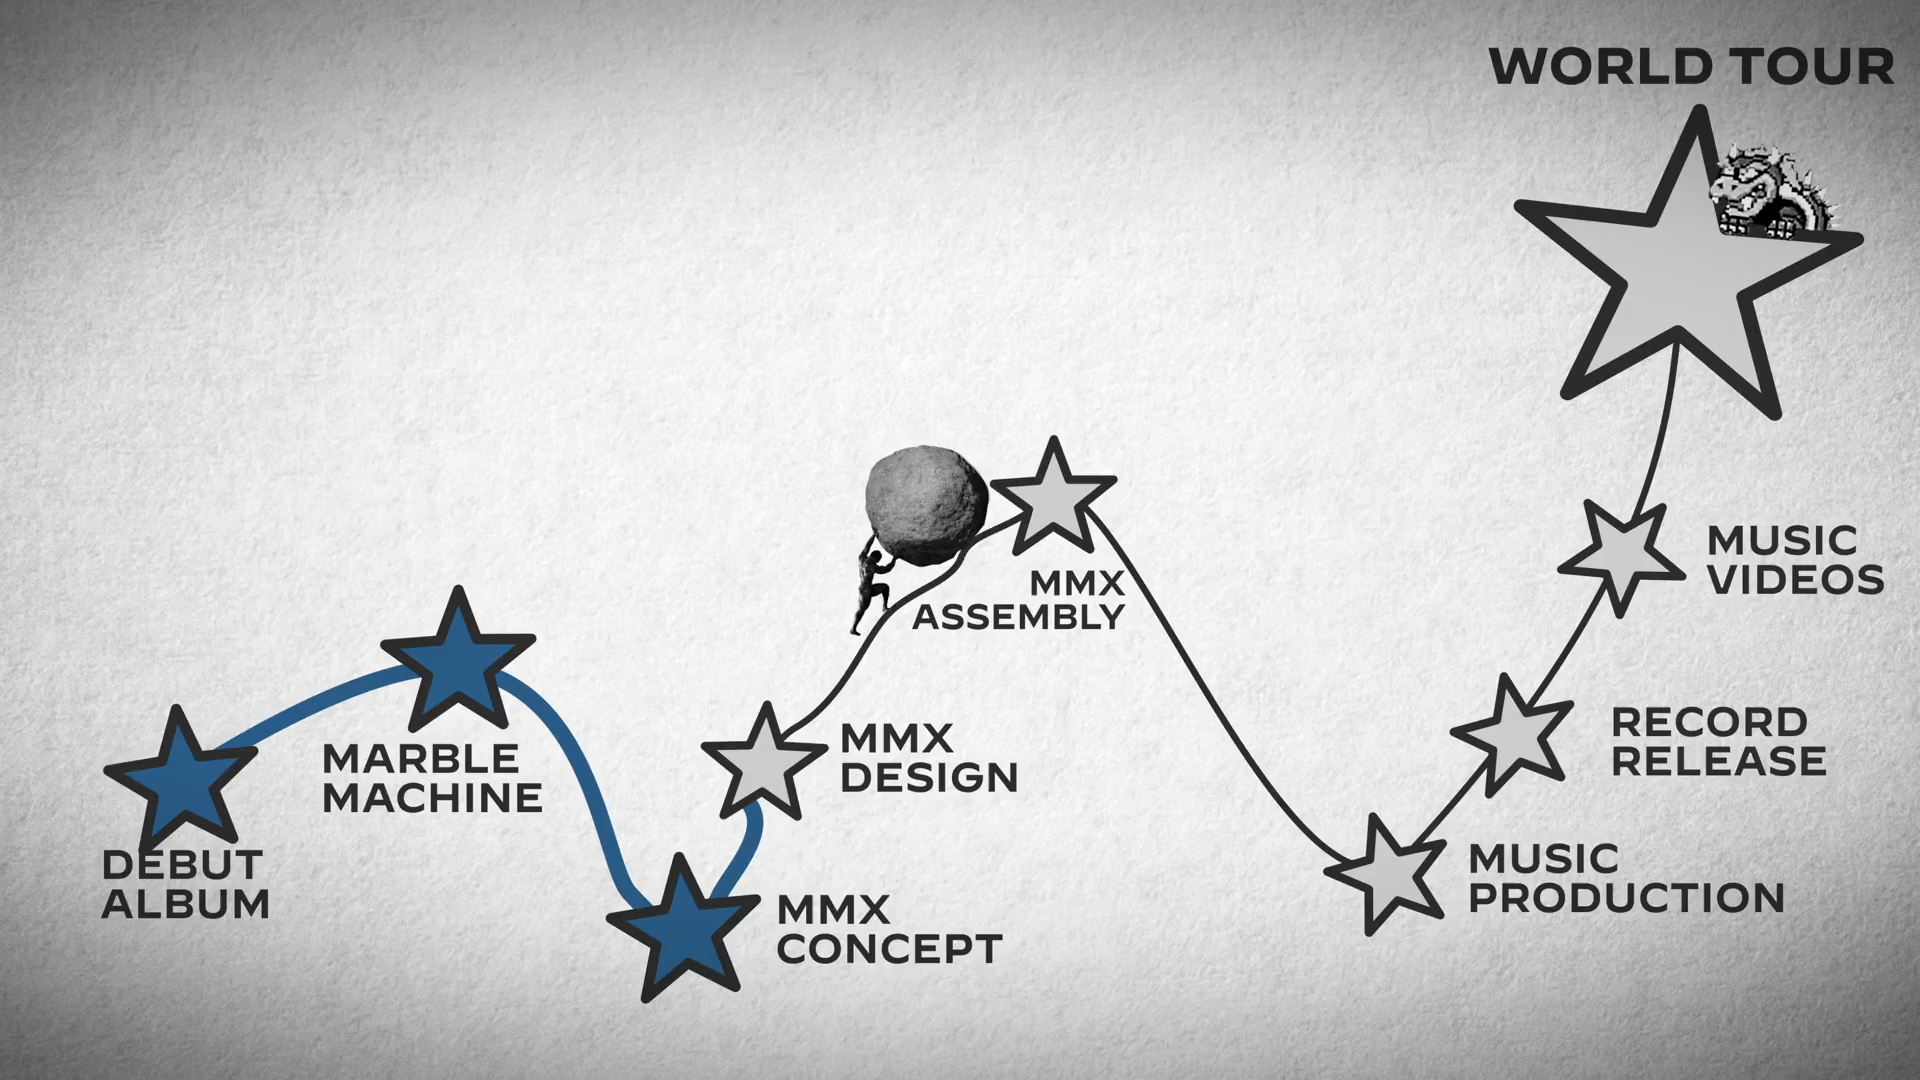 WORLD TOUR
MUSIC
VIDEOS
MMX
ASSEMBLY
RECORD
RELEASE
MMX
DESIGN
MARBLE
MACHINE
MUSIC
PRODUCTION
DEBUT
ALBUM
MMX
CONCEPT